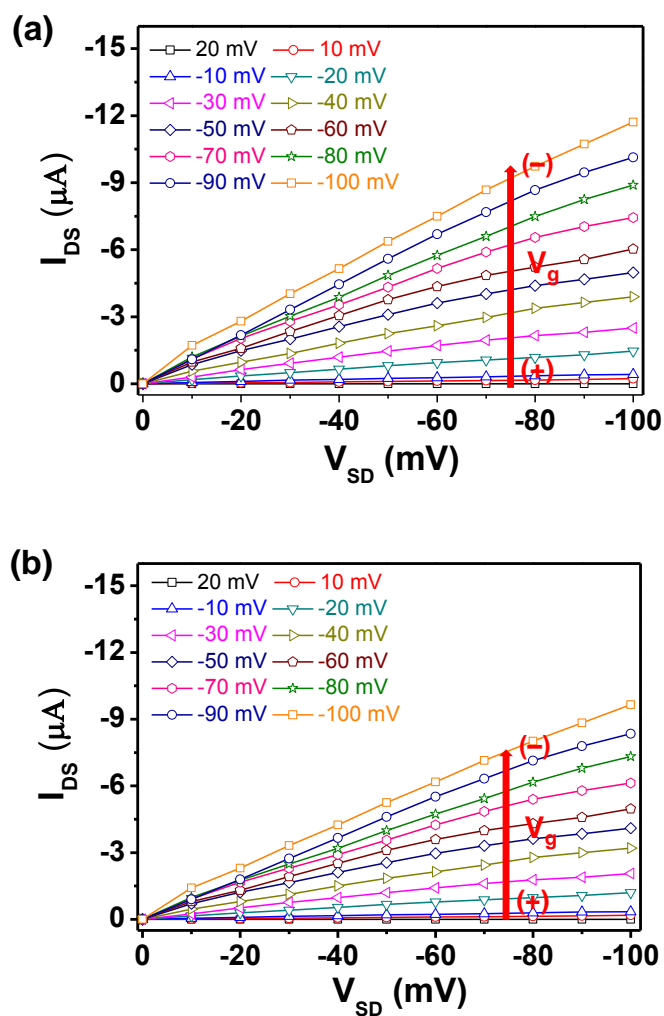 (a)
-15
-12
-9
-6
-3
0
I_DS (μA)
20 mV 10 mV
-10 mV -20 mV
-30 mV -40 mV
-50 mV -60 mV
-70 mV -80 mV
-90 mV -100 mV
(−)
V_g
(+)
0 -20 -40 -60 -80 -100
V_SD (mV)
(b)
-15
-12
-9
-6
-3
0
I_DS (μA)
20 mV 10 mV
-10 mV -20 mV
-30 mV -40 mV
-50 mV -60 mV
-70 mV -80 mV
-90 mV -100 mV
(−)
V_g
(+)
0 -20 -40 -60 -80 -100
V_SD (mV)